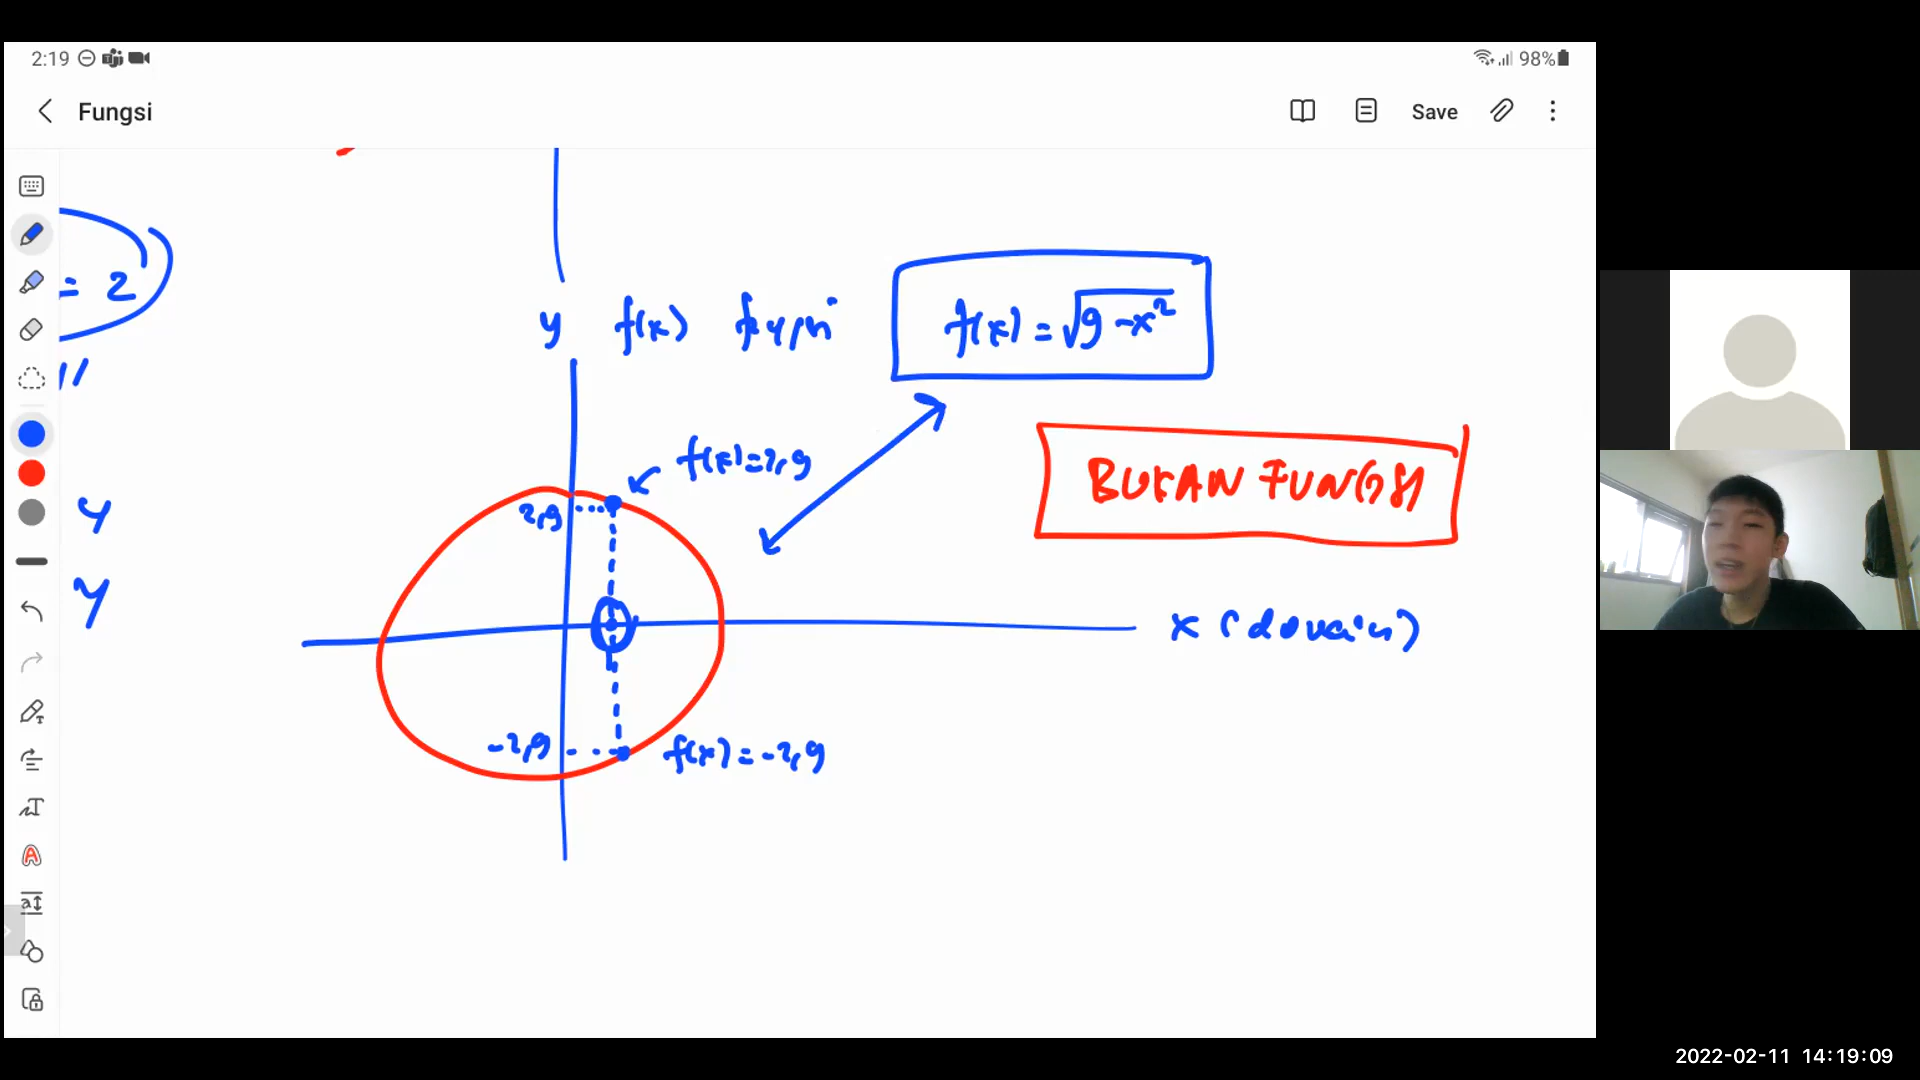 2:19 98%
Fungsi Save
= 2
y f(x) f(x) = √9 - x²
f(x) = 2,9
BUKAN FUNGSI
2,9
y
y
x (domain)
-2,9 f(x) = -2,9
2022-02-11 14:19:09